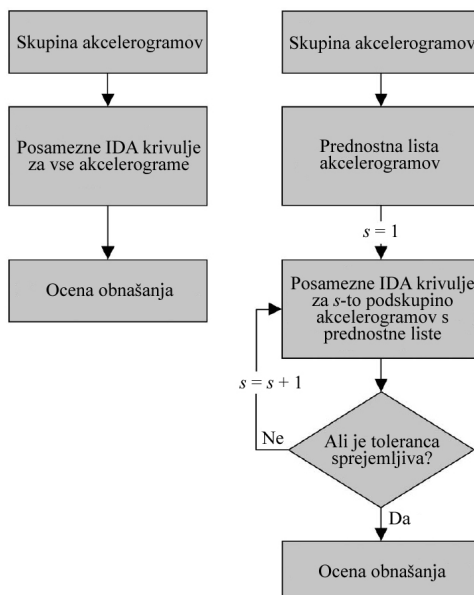 Skupina akcelerogramov
Posamezne IDA krivulje
za vse akcelerograme
Ocena obnašanja
Skupina akcelerogramov
Prednostna lista
akcelerogramov
s = 1
Posamezne IDA krivulje
za s-to podskupino
akcelerogramov s
prednostne liste
s = s + 1
Ne
Ali je toleranca
sprejemljiva?
Da
Ocena obnašanja